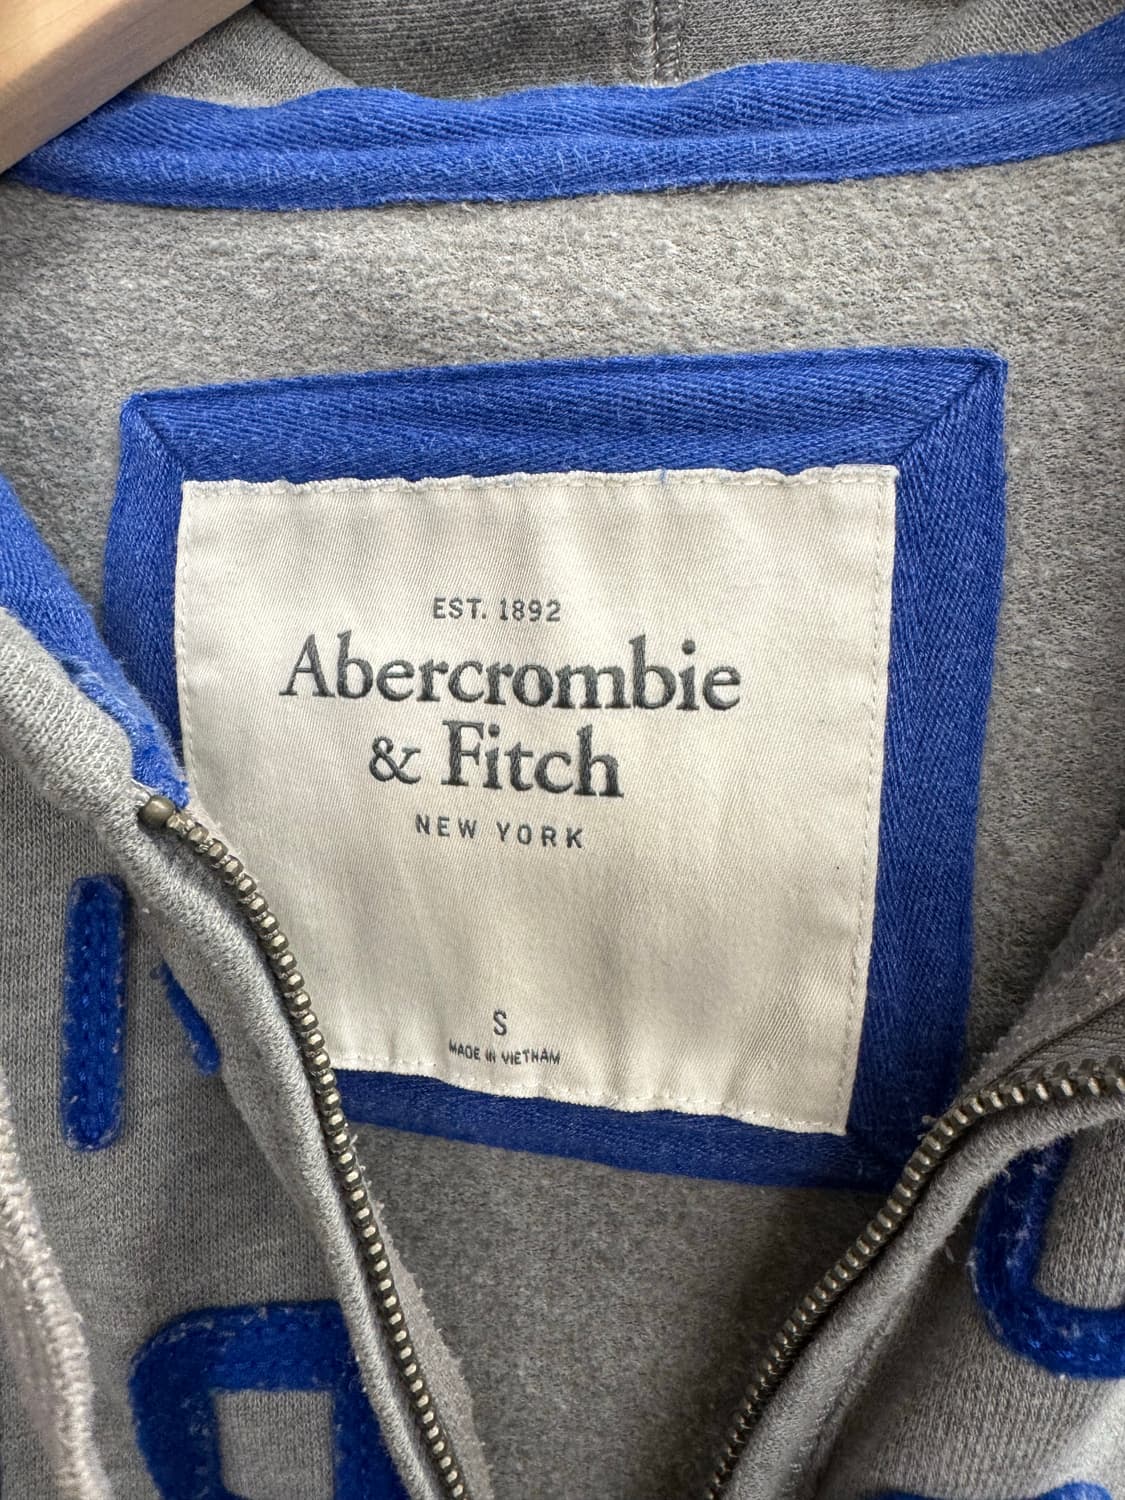 EST. 1892
Abercrombie
& Fitch
NEW YORK
S
MADE IN VIETNAM